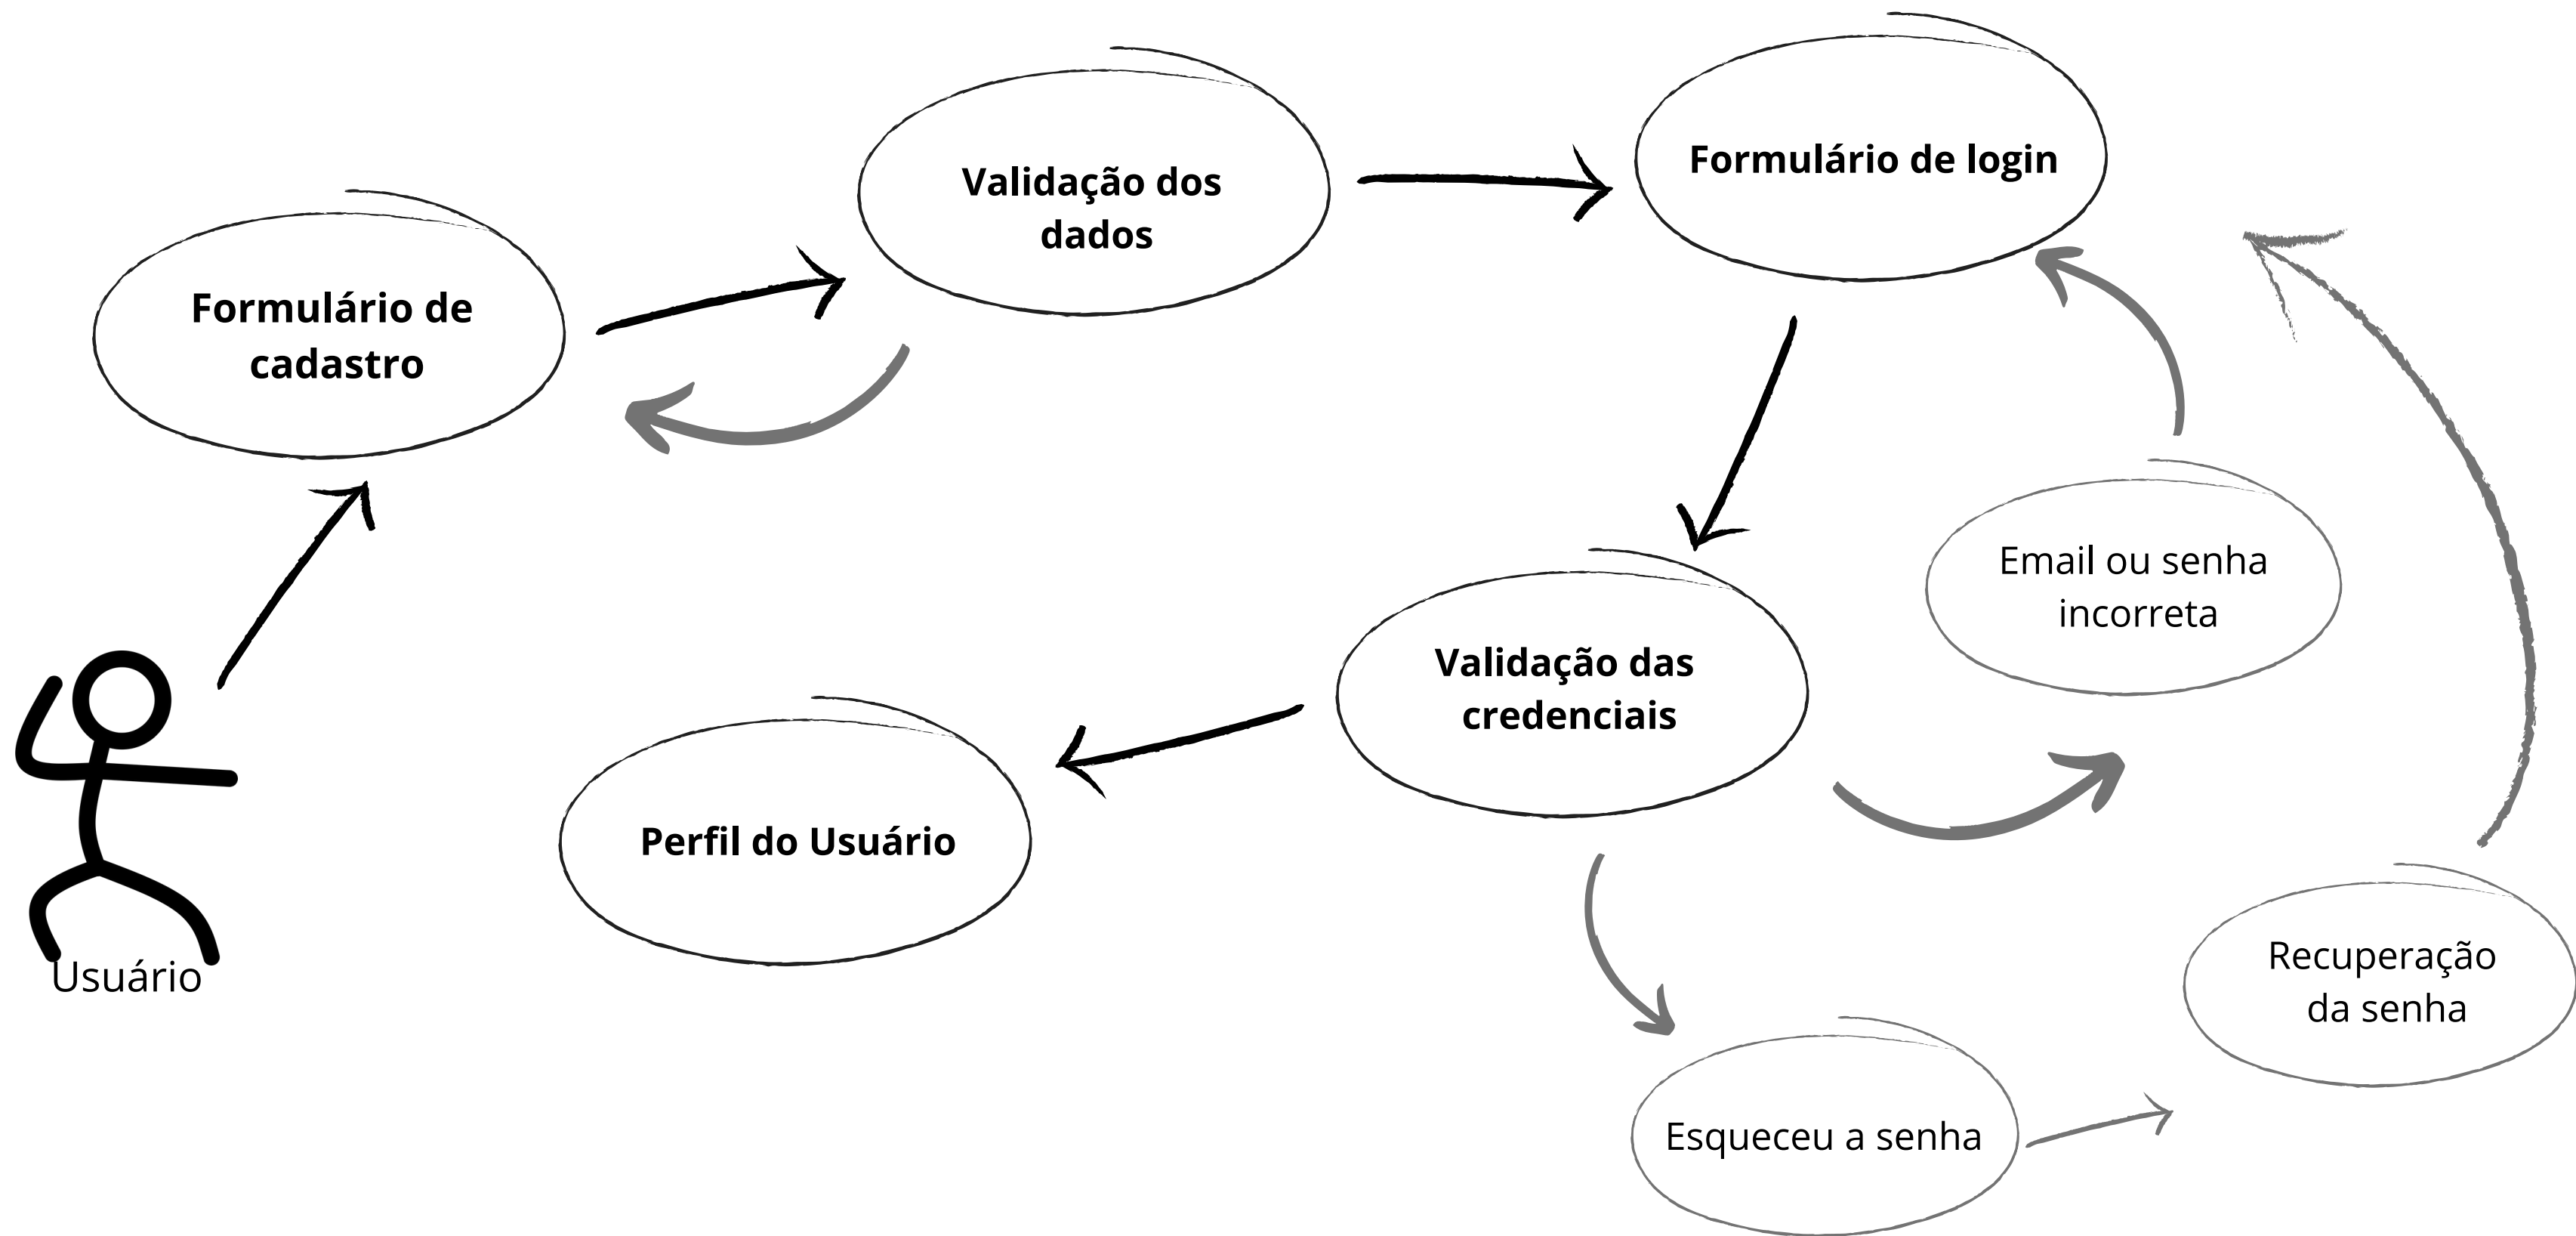 Formulário de
cadastro
Validação dos
dados
Formulário de login
Email ou senha
incorreta
Validação das
credenciais
Perfil do Usuário
Usuário
Recuperação
da senha
Esqueceu a senha